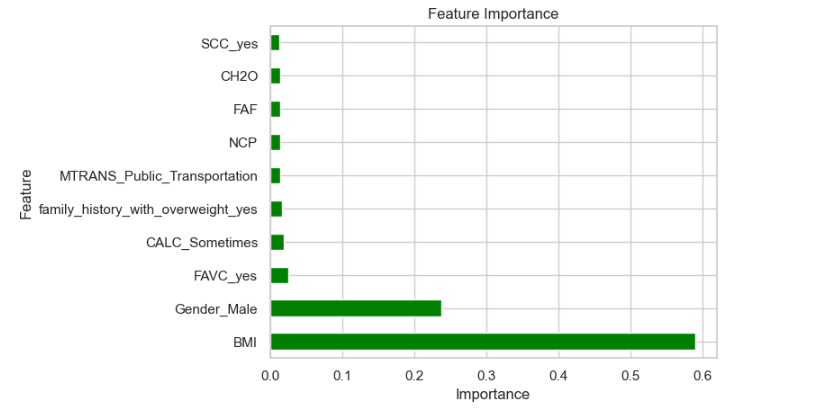 Feature Importance
SCC_yes
CH2O
FAF
NCP
MTRANS_Public_Transportation
family_history_with_overweight_yes
CALC_Sometimes
FAVC_yes
Gender_Male
BMI
Feature
0.0 0.1 0.2 0.3 0.4 0.5 0.6
Importance